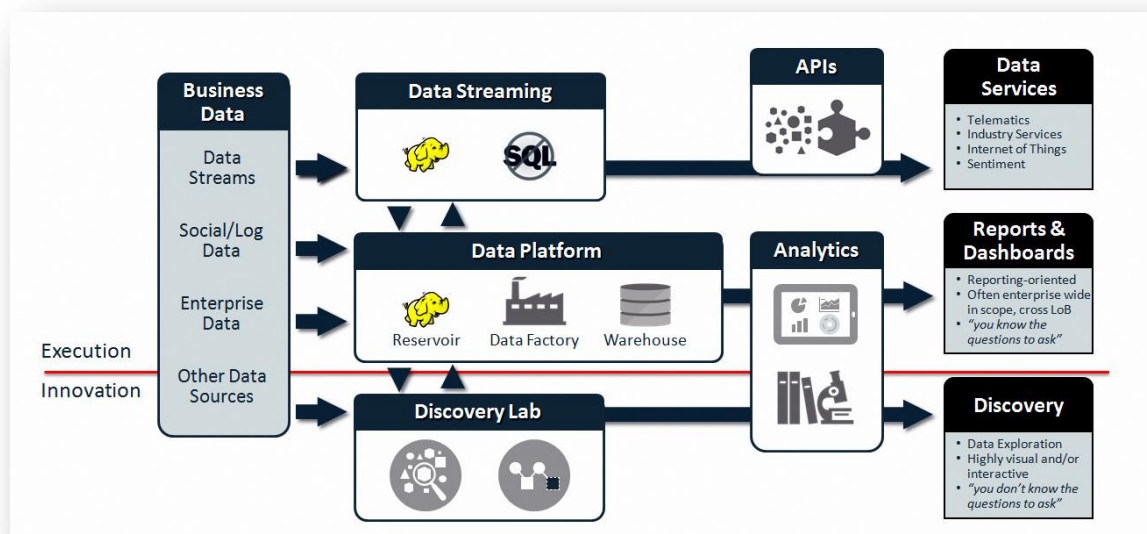 Business
Data
Data
Streams
Social/Log
Data
Enterprise
Data
Other Data
Sources
Execution
Innovation
Data Streaming
SQL
Data Platform
Reservoir
Data Factory
Warehouse
Discovery Lab
APIs
Analytics
Data
Services
• Telematics
• Industry Services
• Internet of Things
• Sentiment
Reports &
Dashboards
• Reporting-oriented
• Often enterprise wide
in scope, cross LoB
• “you know the
questions to ask”
Discovery
• Data Exploration
• Highly visual and/or
interactive
• “you don’t know the
questions to ask”